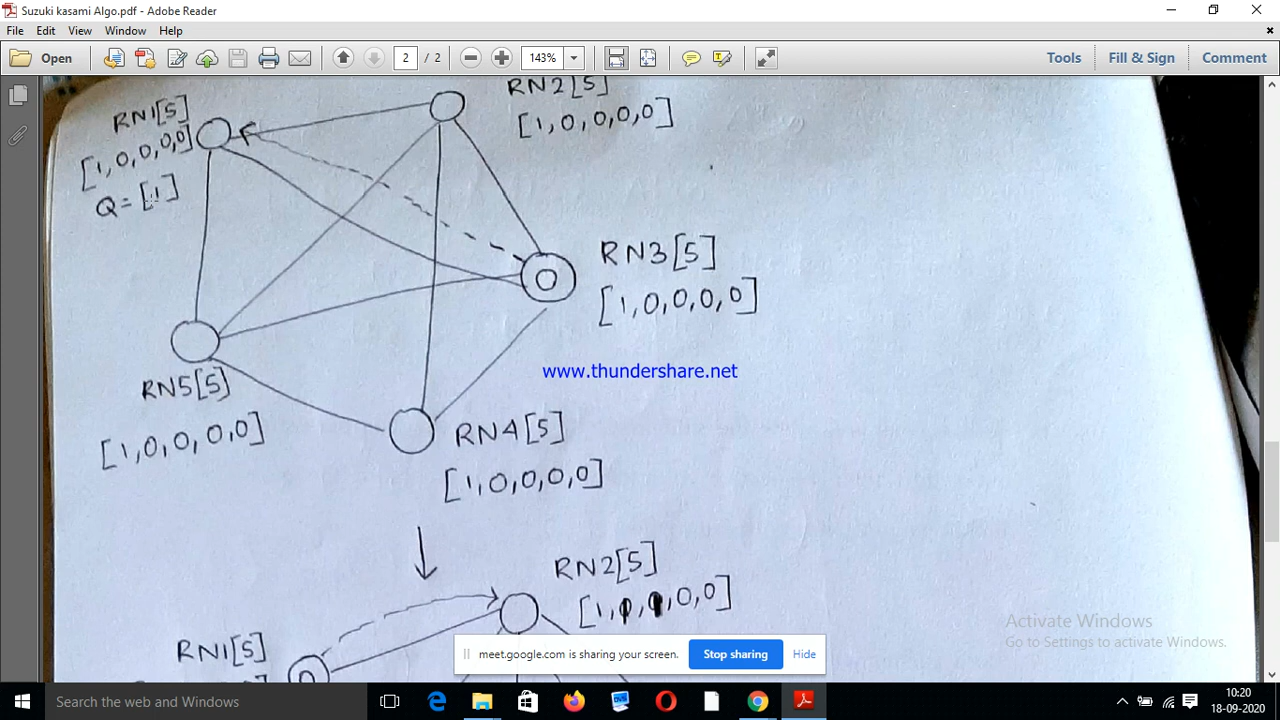 Suzuki kasami Algo.pdf - Adobe Reader
File Edit View Window Help
Open 2 / 2 143% Tools Fill & Sign Comment
RN2[5]
[1,0,0,0,0]
RN1[5]
[1,0,0,0,0]
Q=[1]
RN3[5]
[1,0,0,0,0]
www.thundershare.net
RN5[5]
[1,0,0,0,0]
RN4[5]
[1,0,0,0,0]
RN2[5]
RN1[5]
Activate Windows
Go to Settings to activate Windows.
meet.google.com is sharing your screen. Stop sharing Hide
Search the web and Windows
10:20
18-09-2020